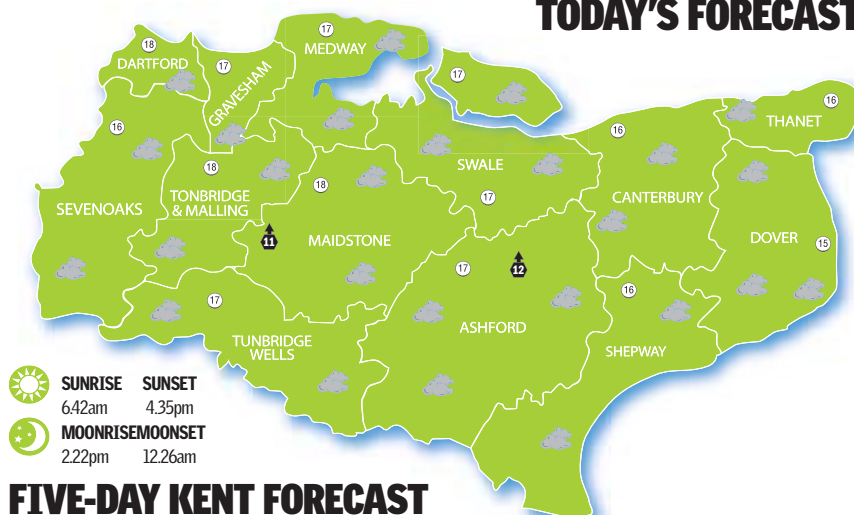 TODAY'S FORECAST
17
MEDWAY
18
DARTFORD
17
GRAVESHAM
17
16
THANET
16
16
18
SWALE
TONBRIDGE
& MALLING
18
17
CANTERBURY
SEVENOAKS
11
MAIDSTONE
DOVER
15
17
12
17
16
ASHFORD
TUNBRIDGE
WELLS
SHEPWAY
SUNRISE SUNSET
6.42am 4.35pm
MOONRISEMOONSET
2.22pm 12.26am
FIVE-DAY KENT FORECAST